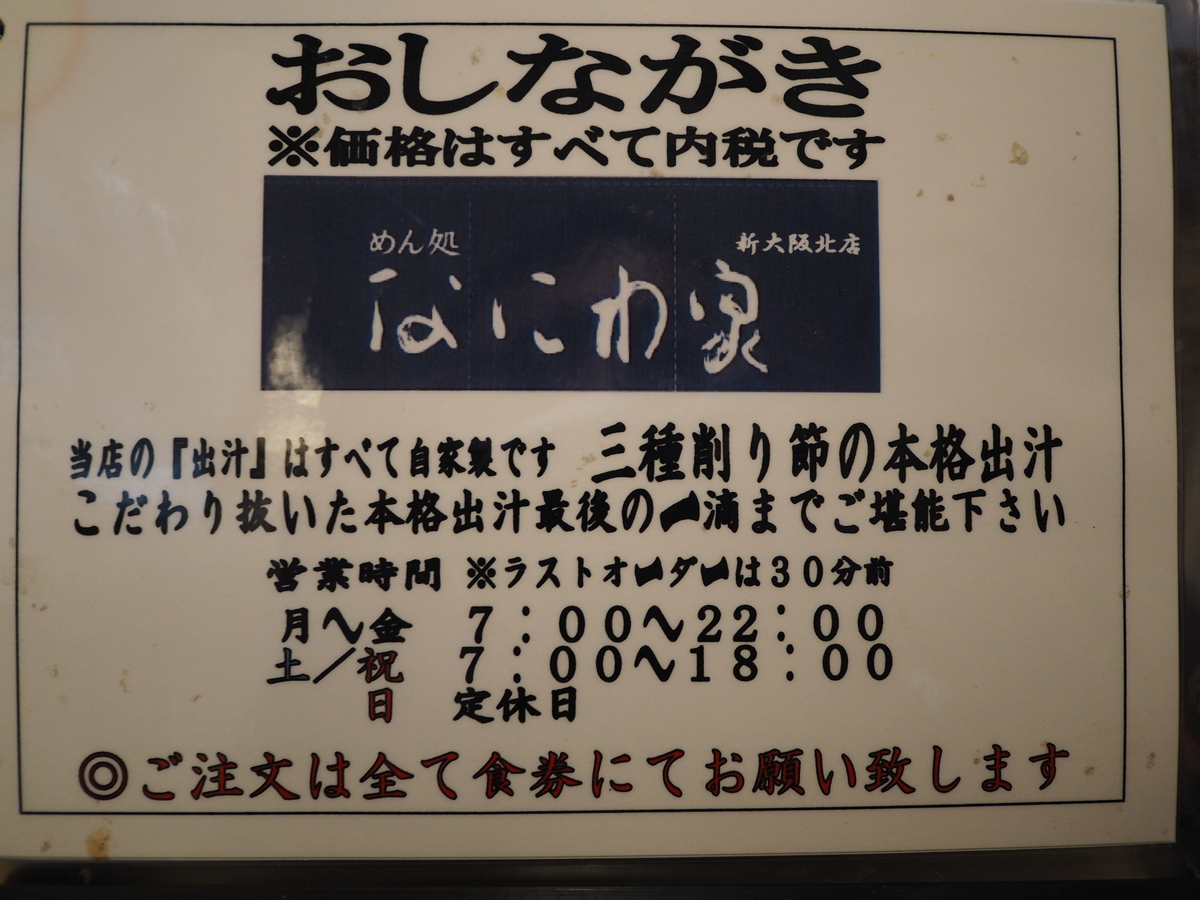 おしながき
※価格はすべて内税です
めん処
新大阪北店
なにわ泉
当店の『出汁』はすべて自家製です 三種削り節の本格出汁
こだわり抜いた本格出汁最後の一滴までご堪能下さい
営業時間 ※ラストオーダーは30分前
月〜金 7:00〜22:00
土/祝 7:00〜18:00
日 定休日
◎ご注文は全て食券にてお願い致します